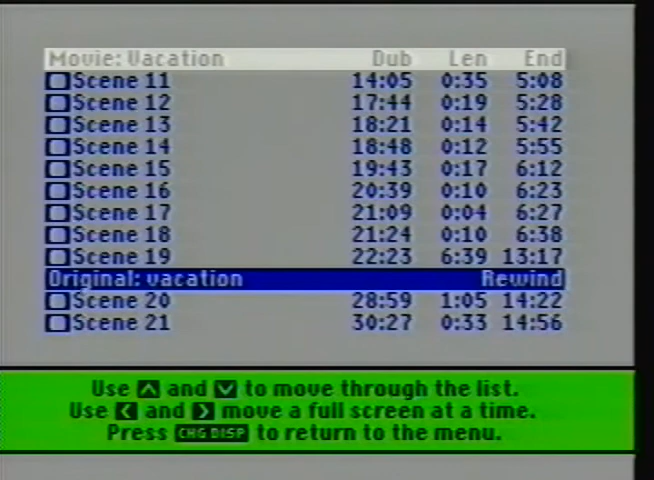 Movie: Vacation Dub Len End
Scene 11 14:05 0:35 5:08
Scene 12 17:44 0:19 5:28
Scene 13 18:21 0:14 5:42
Scene 14 18:48 0:12 5:55
Scene 15 19:43 0:17 6:12
Scene 16 20:39 0:10 6:23
Scene 17 21:09 0:04 6:27
Scene 18 21:24 0:10 6:38
Scene 19 22:23 6:39 13:17
Original: vacation Rewind
Scene 20 28:59 1:05 14:22
Scene 21 30:27 0:33 14:56
Use and to move through the list.
Use and move a full screen at a time.
Press CHG DISP to return to the menu.